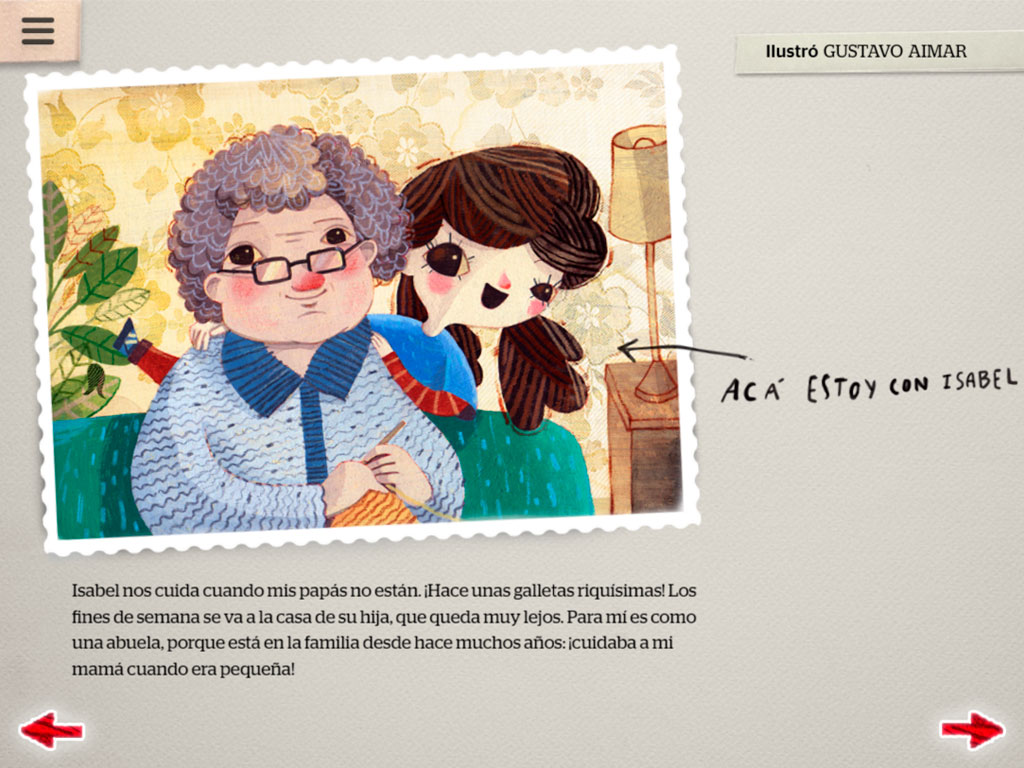 Ilustró GUSTAVO AIMAR
ACÁ ESTOY CON ISABEL
Isabel nos cuida cuando mis papás no están. ¡Hace unas galletas riquísimas! Los
fines de semana se va a la casa de su hija, que queda muy lejos. Para mí es como
una abuela, porque está en la familia desde hace muchos años: ¡cuidaba a mi
mamá cuando era pequeña!